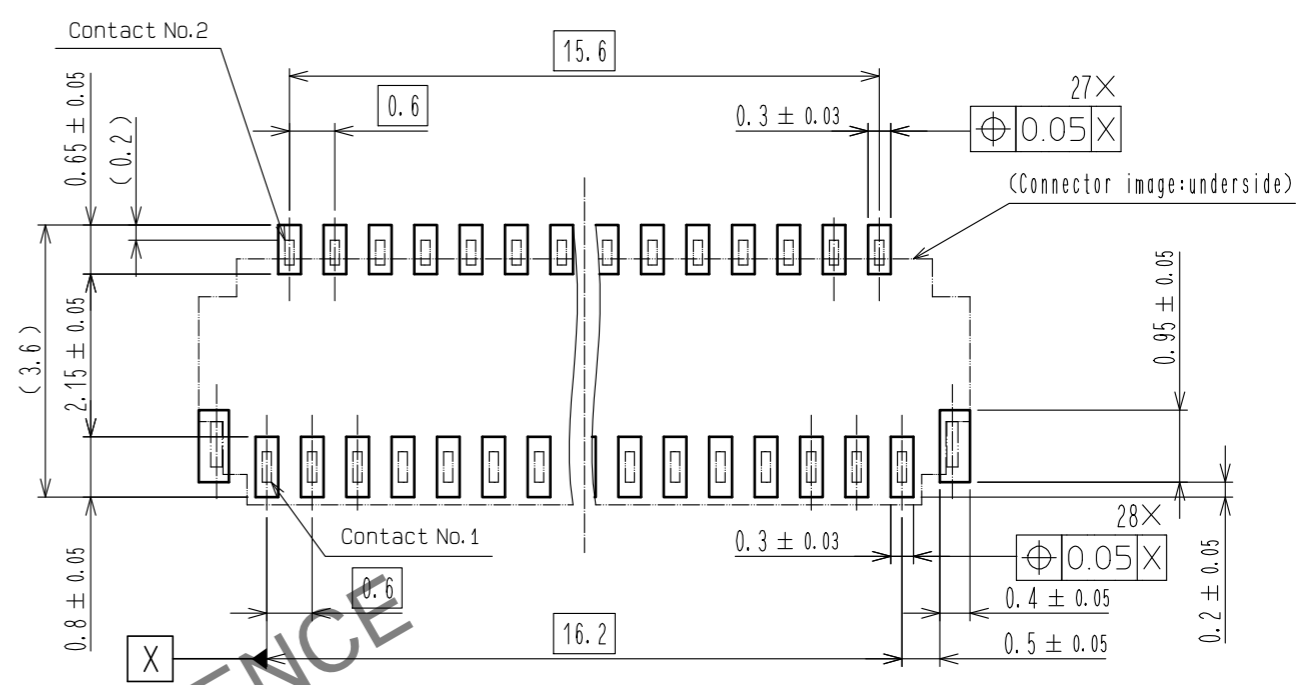 Contact No.2
15.6
0.6
0.3 ± 0.03
27×
⌖ 0.05 X
(Connector image:underside)
0.65 ± 0.05
(0.2)
(3.6)
2.15 ± 0.05
0.8 ± 0.05
0.95 ± 0.05
0.2 ± 0.05
Contact No.1
0.3 ± 0.03
28×
⌖ 0.05 X
0.6
0.4 ± 0.05
16.2
0.5 ± 0.05
X
ENCE